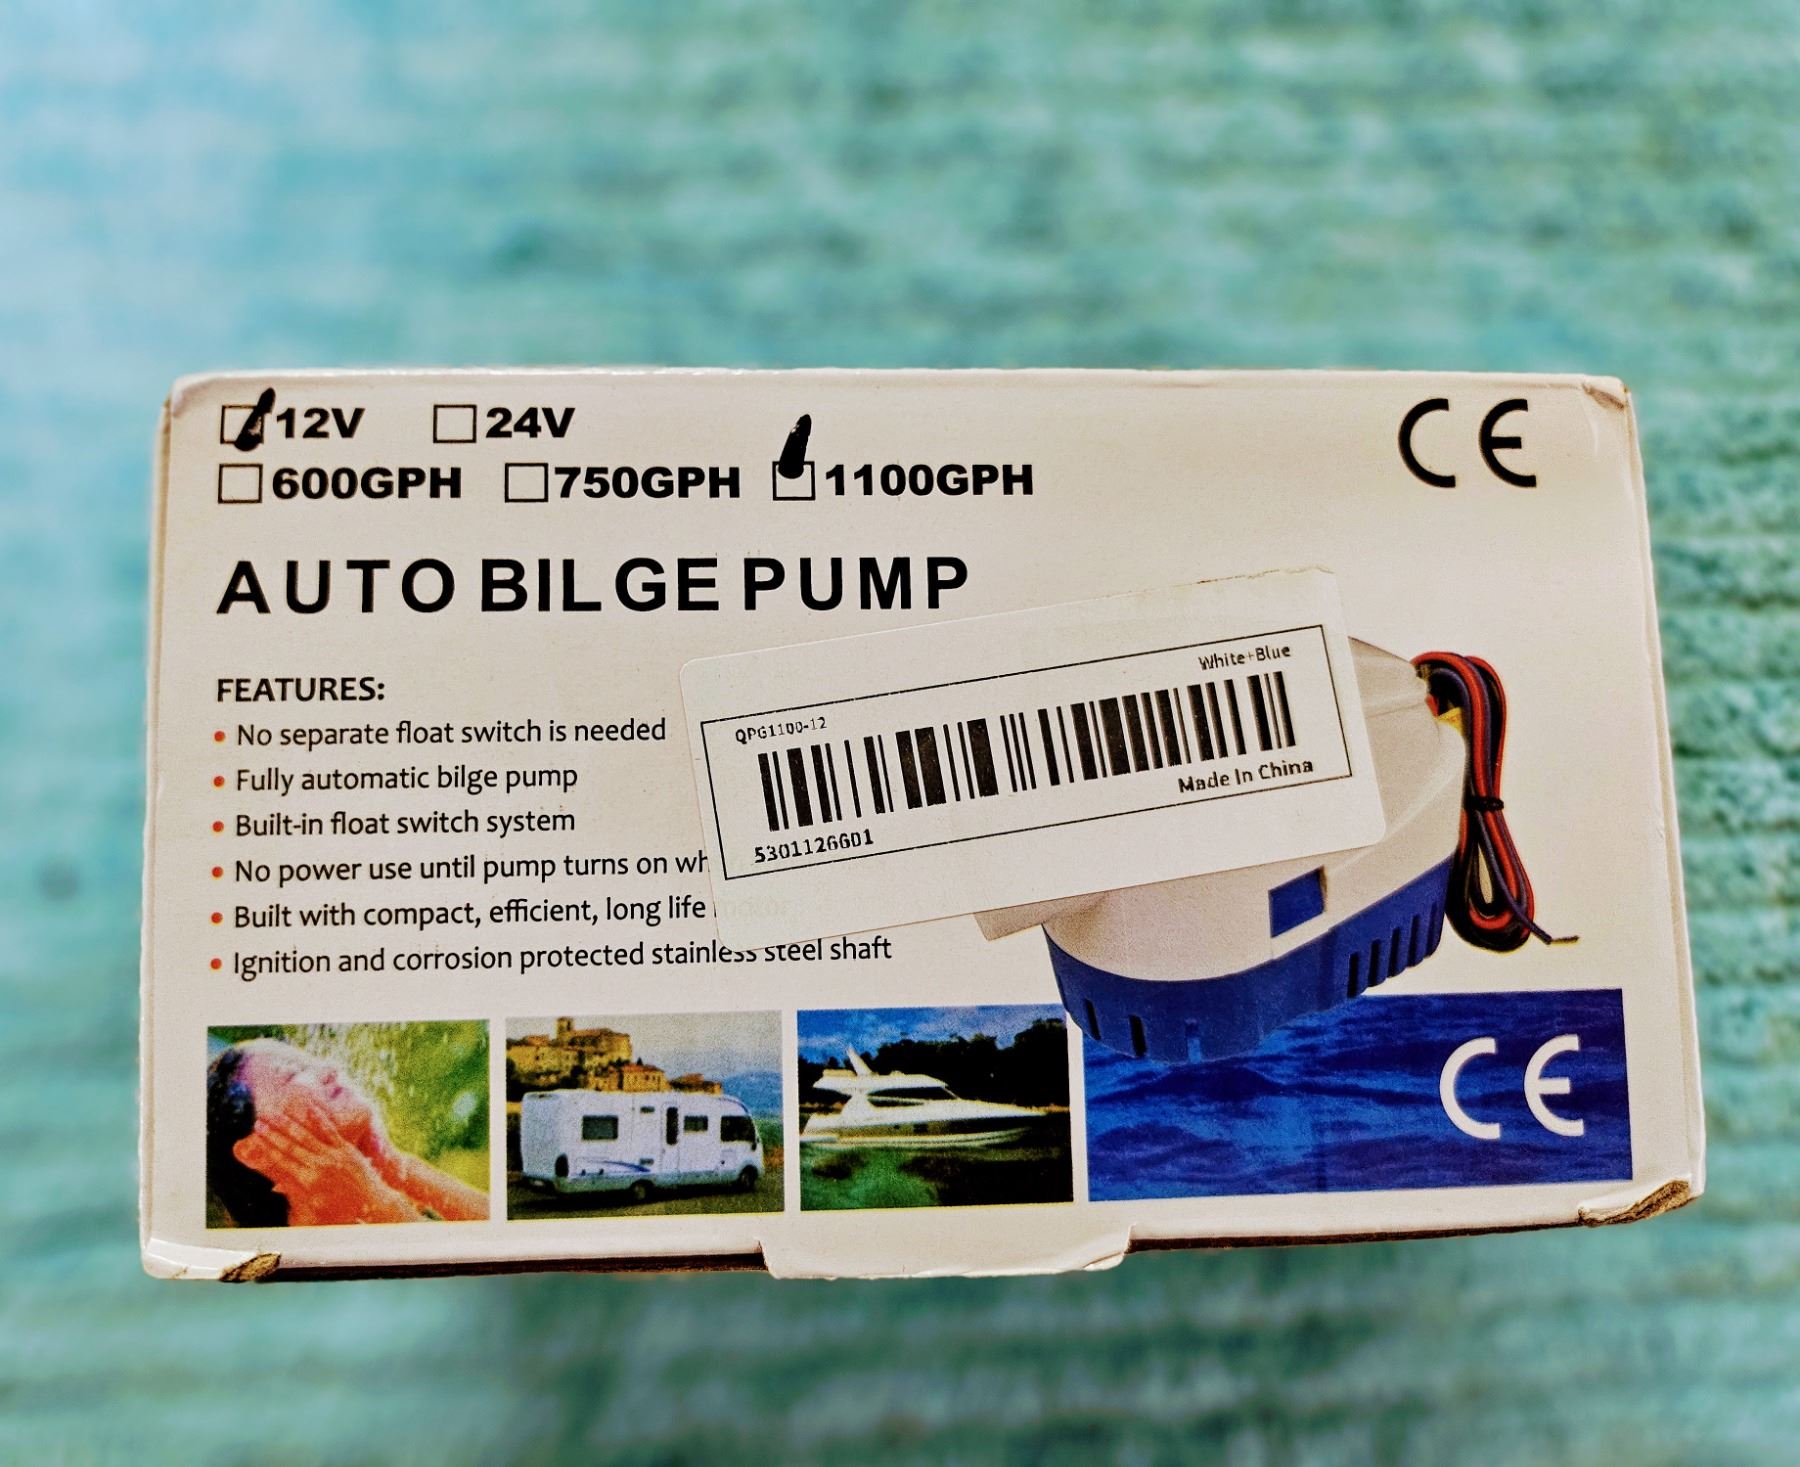 12V 24V
600GPH 750GPH 1100GPH
CE
AUTO BILGE PUMP
FEATURES:
• No separate float switch is needed
• Fully automatic bilge pump
• Built-in float switch system
• No power use until pump turns on
• Built with compact, efficient, long life
• Ignition and corrosion protected stainless steel shaft
White+Blue
QPG1100-12
Made In China
5301126601
CE